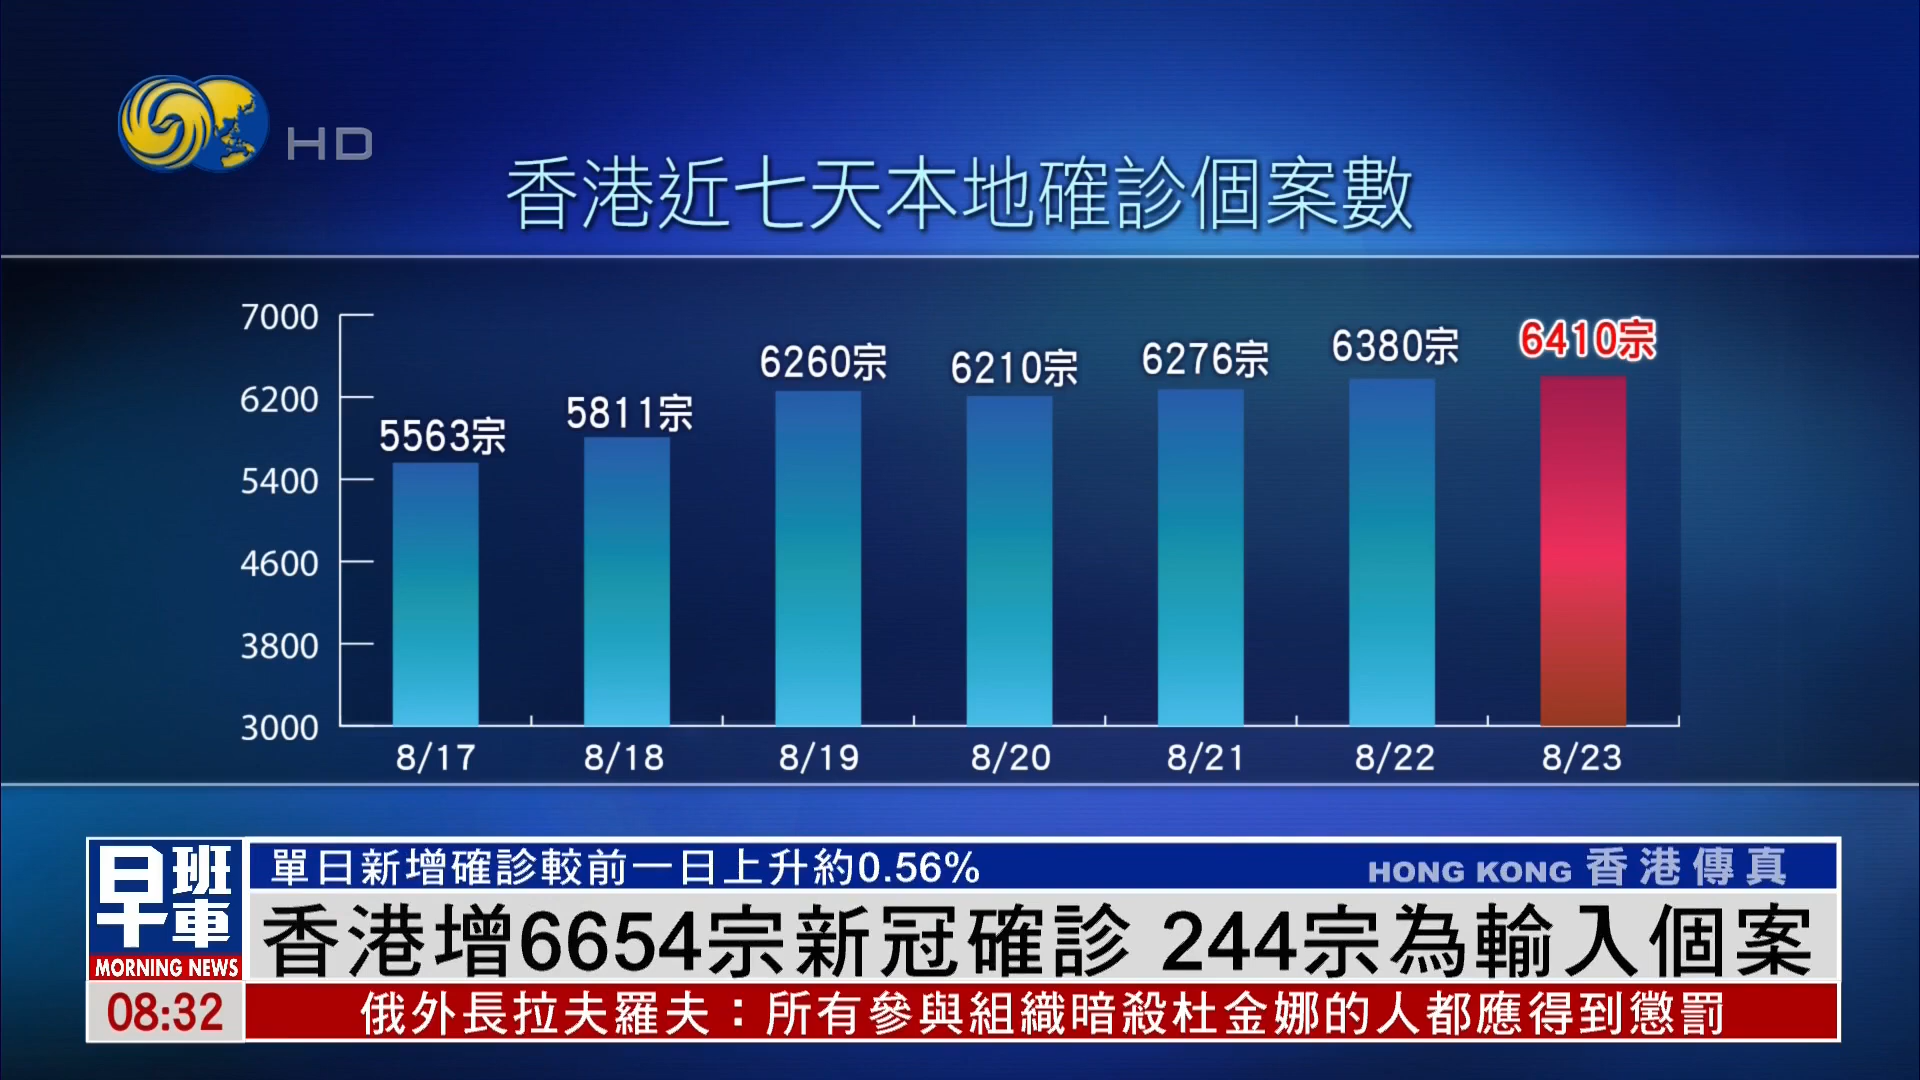 HD
香港近七天本地確診個案數
7000
6200
5400
4600
3800
3000
5563宗
5811宗
6260宗
6210宗
6276宗
6380宗
6410宗
8/17
8/18
8/19
8/20
8/21
8/22
8/23
早班車
MORNING NEWS
08:32
單日新增確診較前一日上升約0.56%
HONG KONG 香港傳真
香港增6654宗新冠確診 244宗為輸入個案
俄外長拉夫羅夫：所有參與組織暗殺杜金娜的人都應得到懲罰